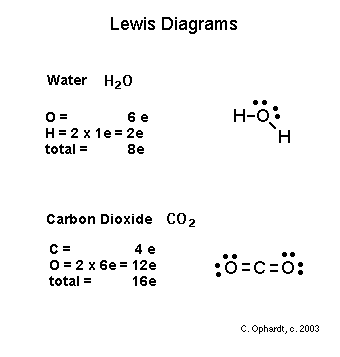 Lewis Diagrams
Water H₂O
O = 6 e
H = 2 x 1e = 2e
total = 8e
H–O
H
Carbon Dioxide CO₂
C = 4 e
O = 2 x 6e = 12e
total = 16e
O=C=O
C. Ophardt, c. 2003